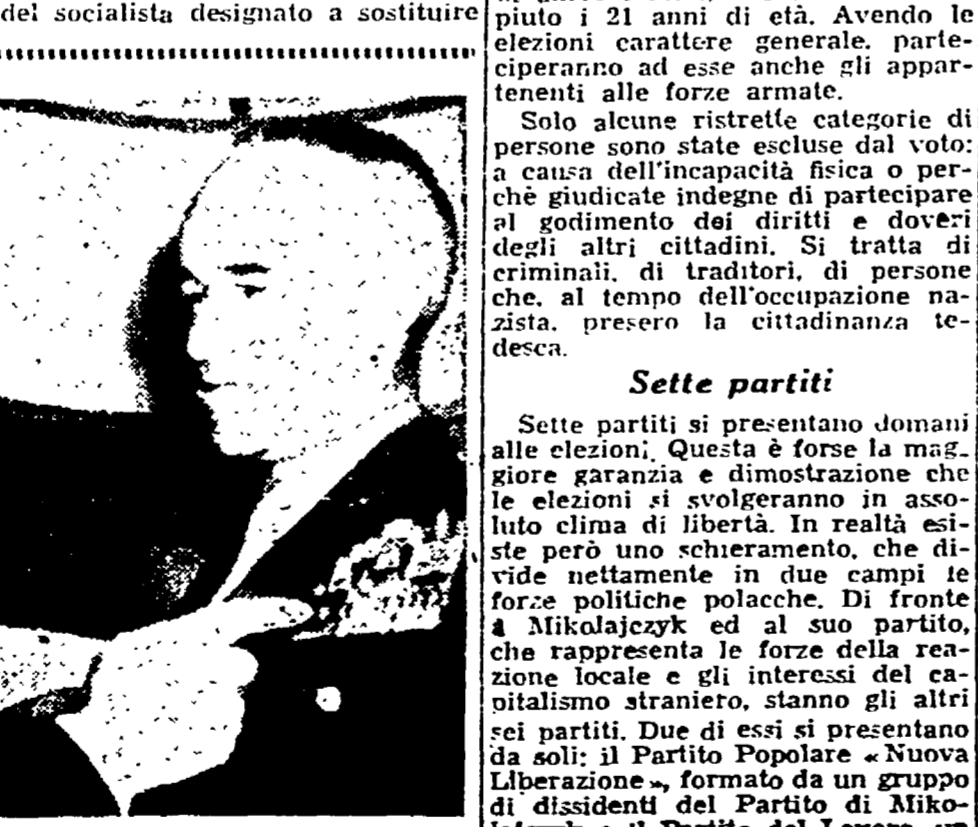 del socialista designato a sostituire
piuto i 21 anni di età. Avendo le
elezioni carattere generale, parte-
ciperanno ad esse anche gli appar-
tenenti alle forze armate.
Solo alcune ristrette categorie di
persone sono state escluse dal voto:
a causa dell'incapacità fisica o per-
chè giudicate indegne di partecipare
al godimento dei diritti e doveri
degli altri cittadini. Si tratta di
criminali, di traditori, di persone
che, al tempo dell'occupazione na-
zista, presero la cittadinanza te-
desca.
Sette partiti
Sette partiti si presentano domani
alle elezioni. Questa è forse la mag-
giore garanzia e dimostrazione che
le elezioni si svolgeranno in asso-
luto clima di libertà. In realtà esi-
ste però uno schieramento, che di-
vide nettamente in due campi le
forze politiche polacche. Di fronte
a Mikolajczyk ed al suo partito,
che rappresenta le forze della rea-
zione locale e gli interessi del ca-
pitalismo straniero, stanno gli altri
sei partiti. Due di essi si presentano
da soli: il Partito Popolare « Nuova
Liberazione », formato da un gruppo
di dissidenti del Partito di Miko-
il Partito del